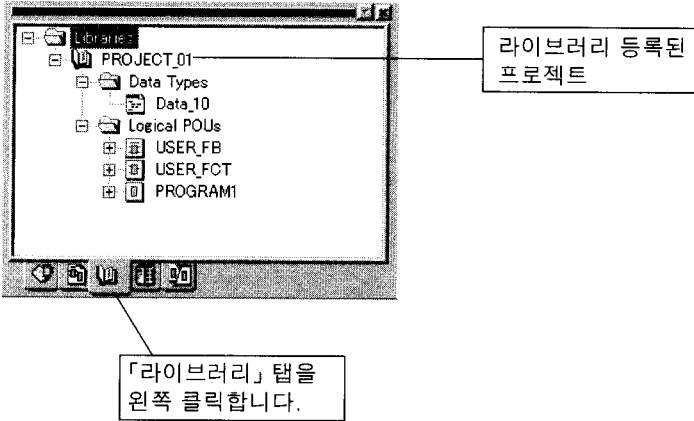 Libraries
PROJECT_01
라이브러리 등록된
프로젝트
Data Types
Data_10
Logical POUs
USER_FB
USER_FCT
PROGRAM1
「라이브러리」 탭을
왼쪽 클릭합니다.